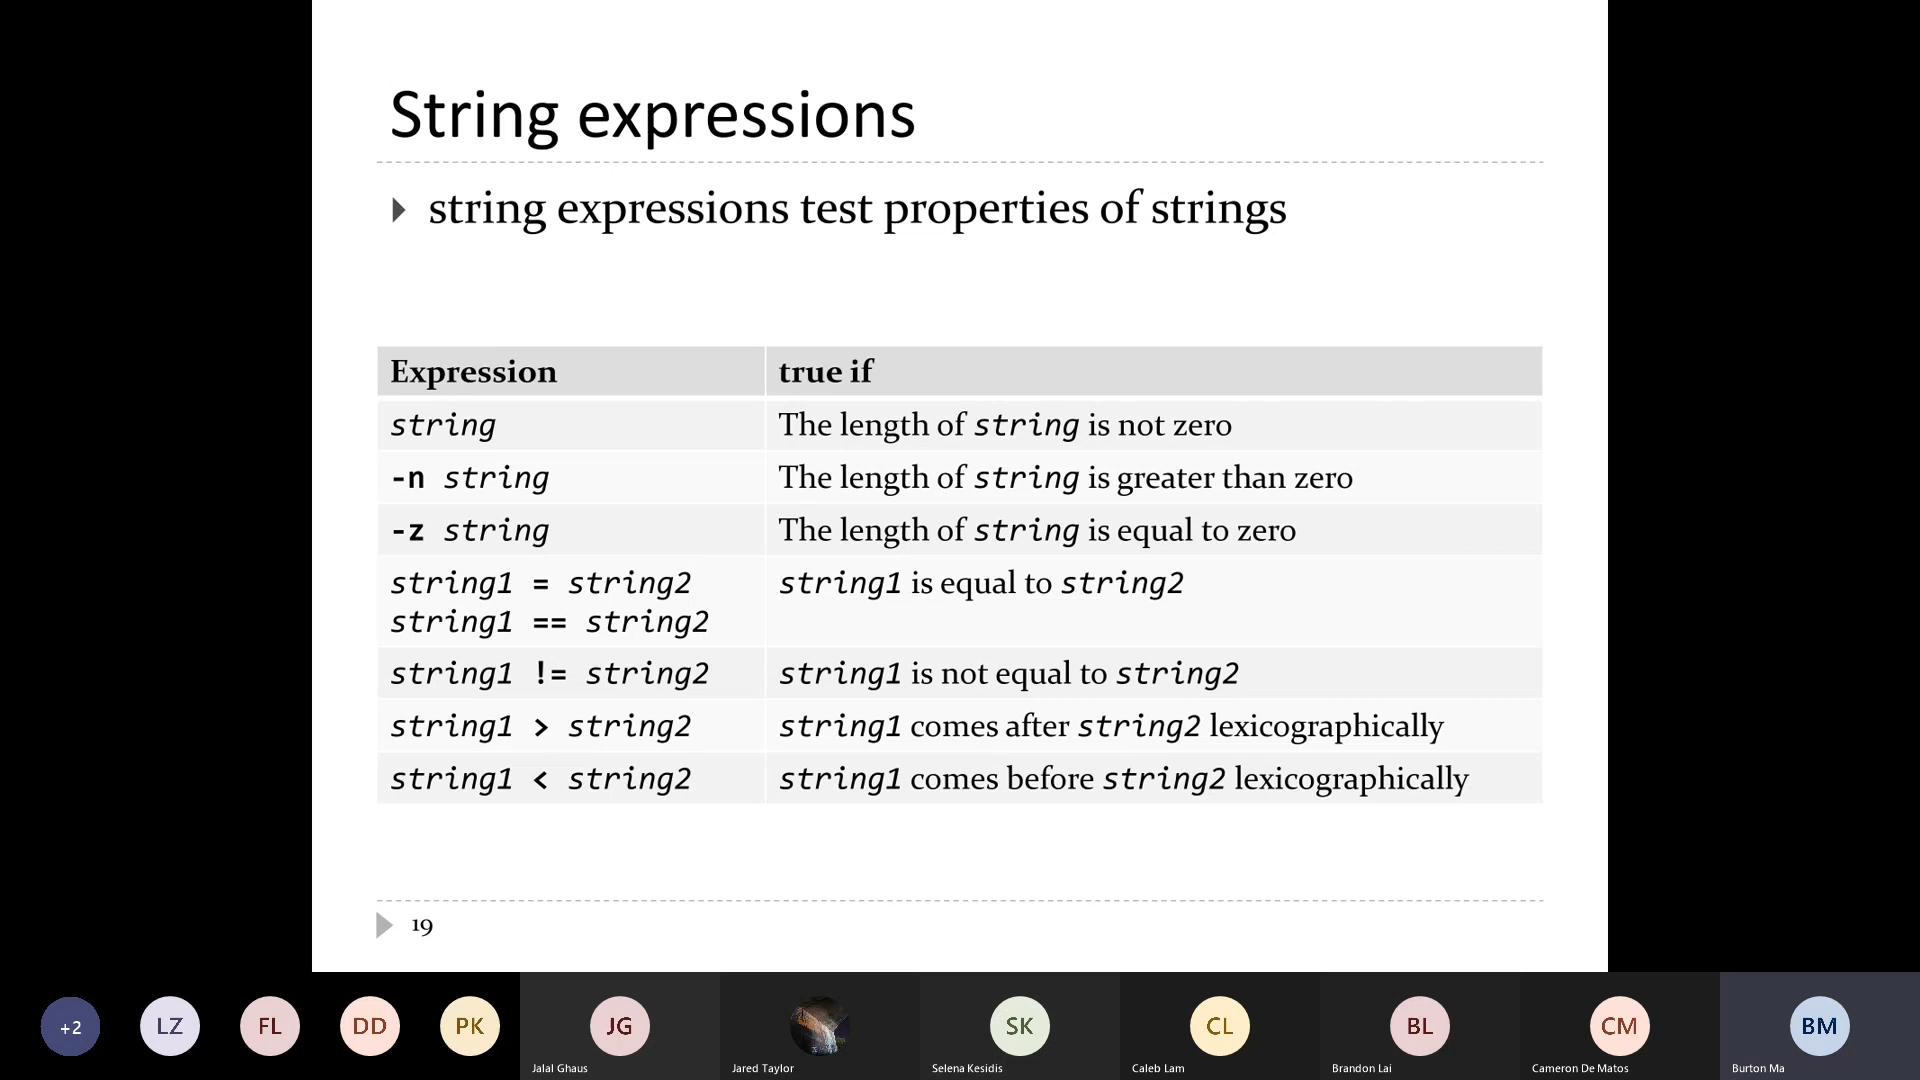 String expressions
string expressions test properties of strings
Expression true if
string The length of string is not zero
-n string The length of string is greater than zero
-z string The length of string is equal to zero
string1 = string2 string1 is equal to string2
string1 == string2
string1 != string2 string1 is not equal to string2
string1 > string2 string1 comes after string2 lexicographically
string1 < string2 string1 comes before string2 lexicographically
19
+2 LZ FL DD PK JG SK CL BL CM BM
Jalal Ghaus Jared Taylor Selena Kesidis Caleb Lam Brandon Lai Cameron De Matos Burton Ma